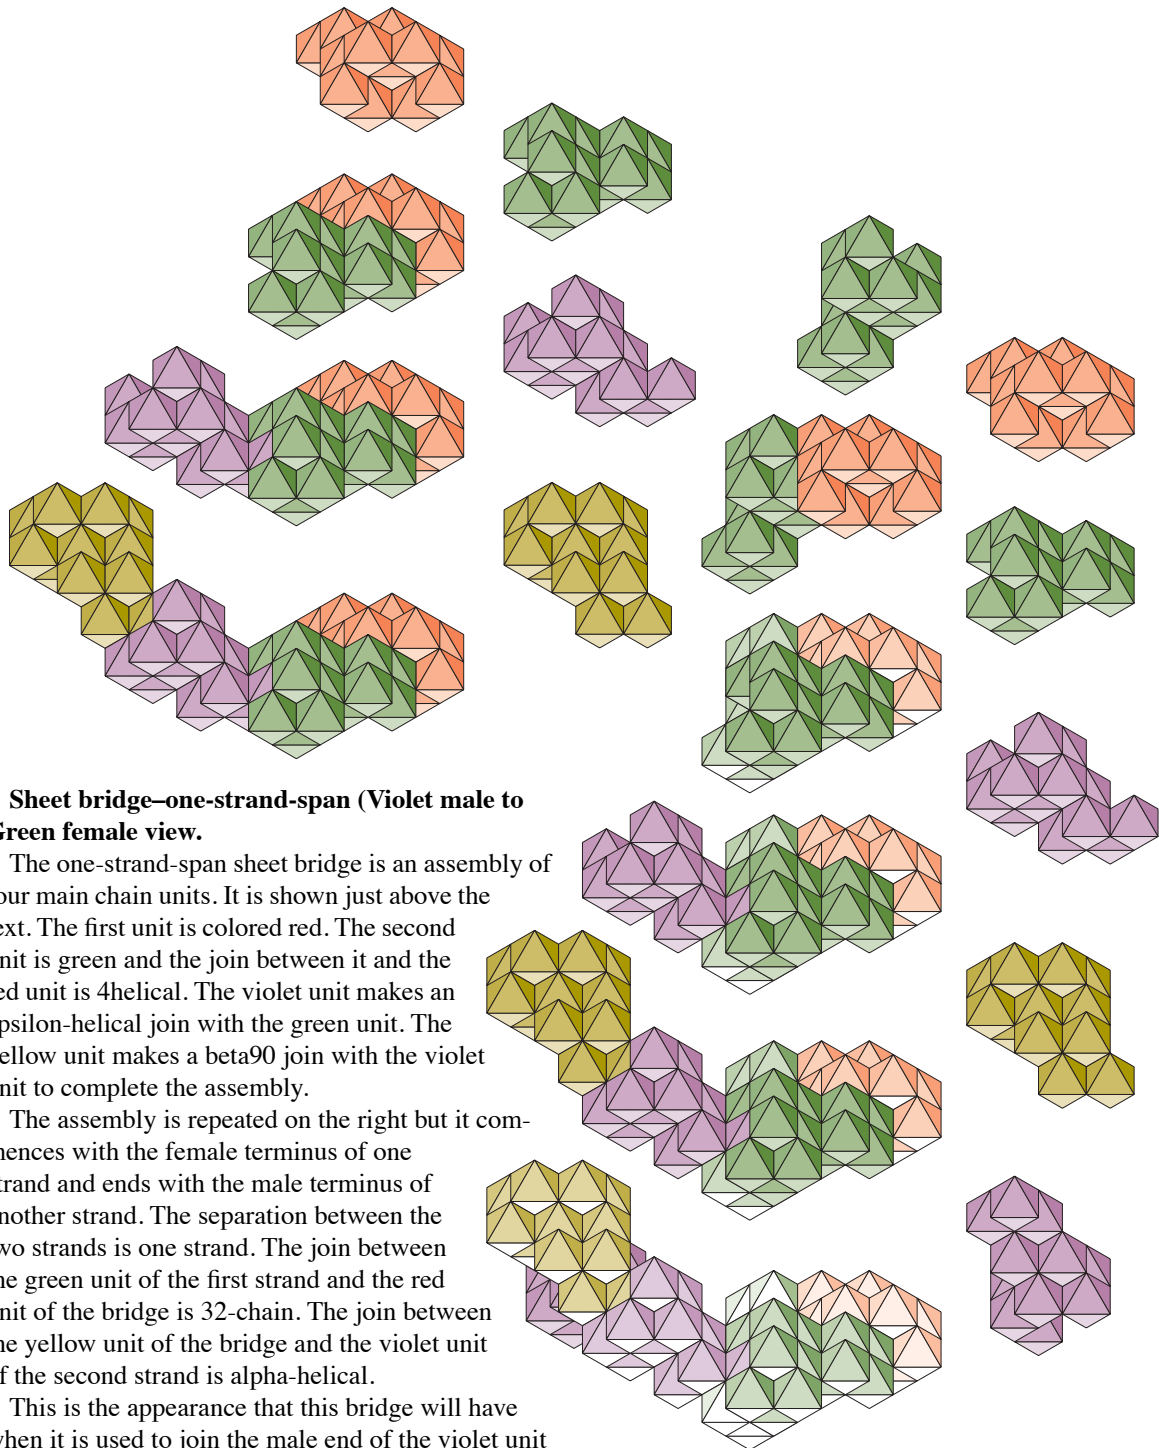 Sheet bridge–one-strand-span (Violet male to
Green female view.
The one-strand-span sheet bridge is an assembly of
our main chain units. It is shown just above the
ext. The first unit is colored red. The second
nit is green and the join between it and the
ed unit is 4helical. The violet unit makes an
psilon-helical join with the green unit. The
ellow unit makes a beta90 join with the violet
nit to complete the assembly.
The assembly is repeated on the right but it com-
mences with the female terminus of one
trand and ends with the male terminus of
nother strand. The separation between the
wo strands is one strand. The join between
he green unit of the first strand and the red
nit of the bridge is 32-chain. The join between
he yellow unit of the bridge and the violet unit
f the second strand is alpha-helical.
This is the appearance that this bridge will have
when it is used to join the male end of the violet unit